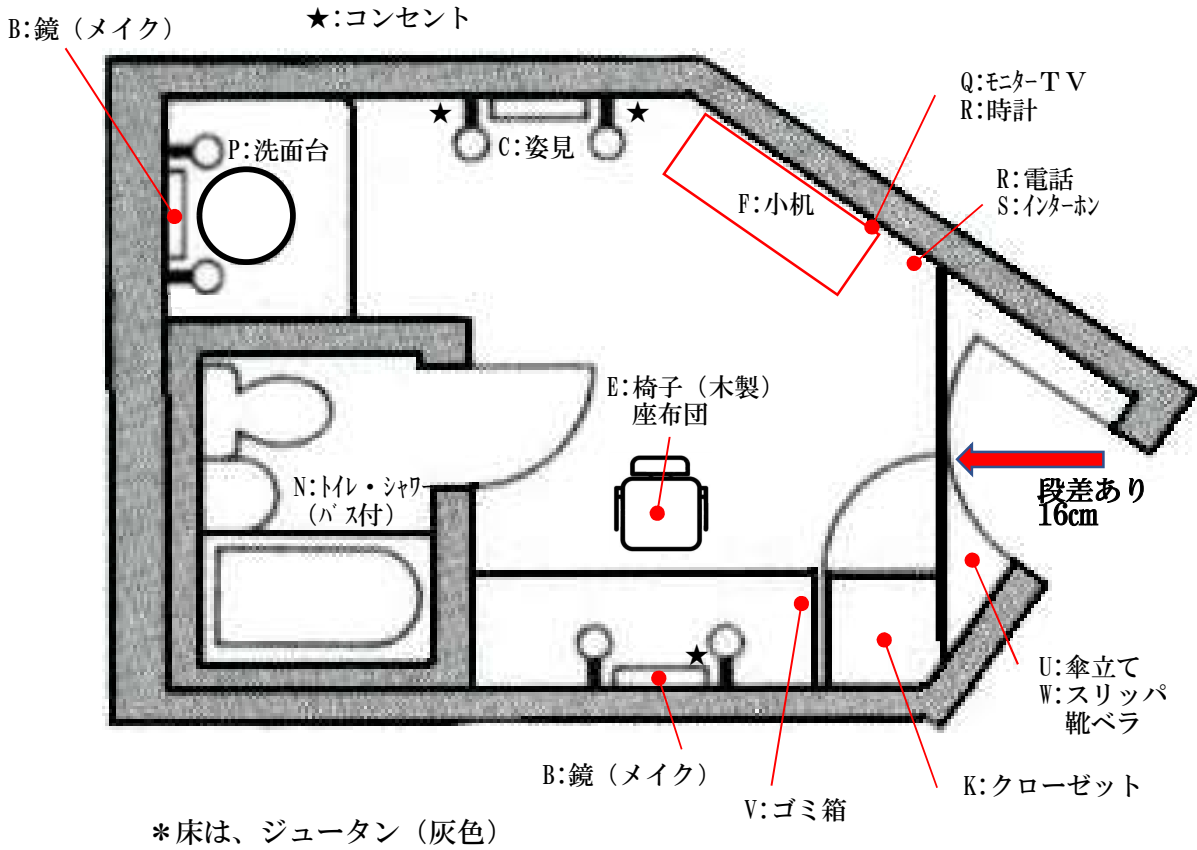 ★:コンセント
B:鏡（メイク）
Q:モニターＴＶ
R:時計
★
★
P:洗面台
C:姿見
R:電話
S:インターホン
F:小机
E:椅子（木製）
座布団
N:トイレ・シャワー
（バス付）
段差あり
16cm
★
U:傘立て
W:スリッパ
靴ベラ
B:鏡（メイク）
K:クローゼット
V:ゴミ箱
＊床は、ジュータン（灰色）